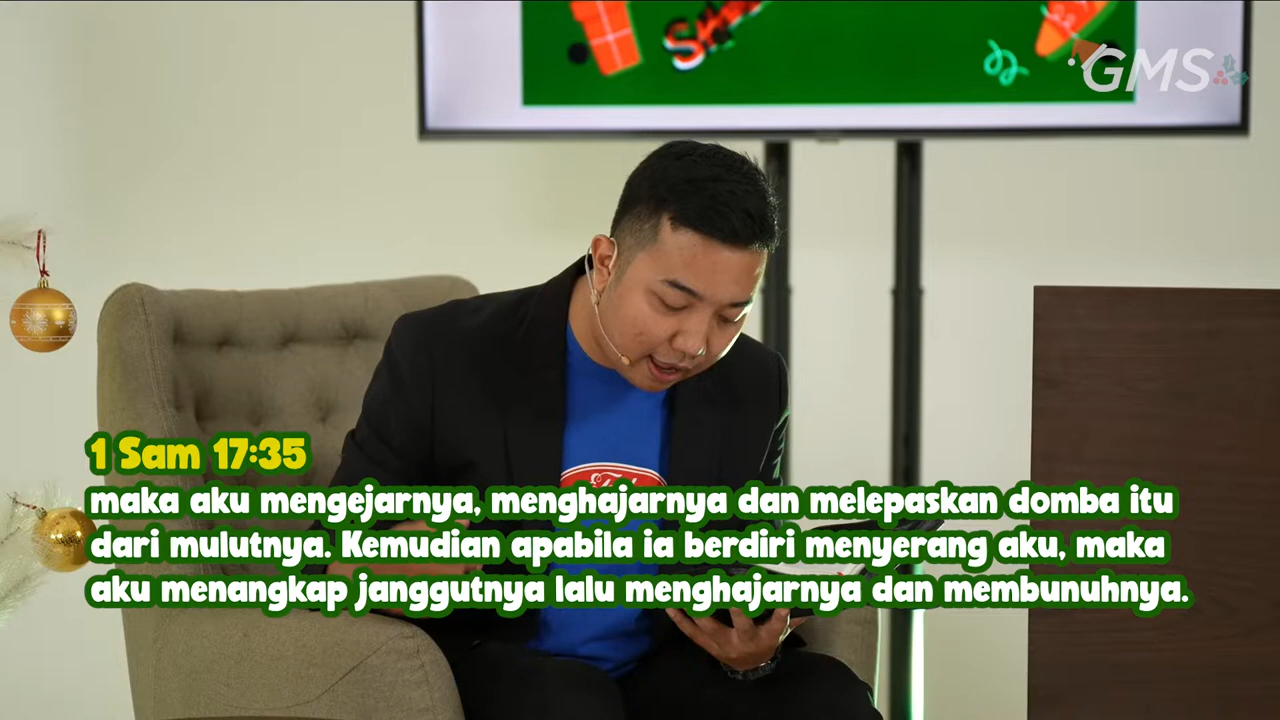 GMS
1 Sam 17:35
maka aku mengejarnya, menghajarnya dan melepaskan domba itu
dari mulutnya. Kemudian apabila ia berdiri menyerang aku, maka
aku menangkap janggutnya lalu menghajarnya dan membunuhnya.